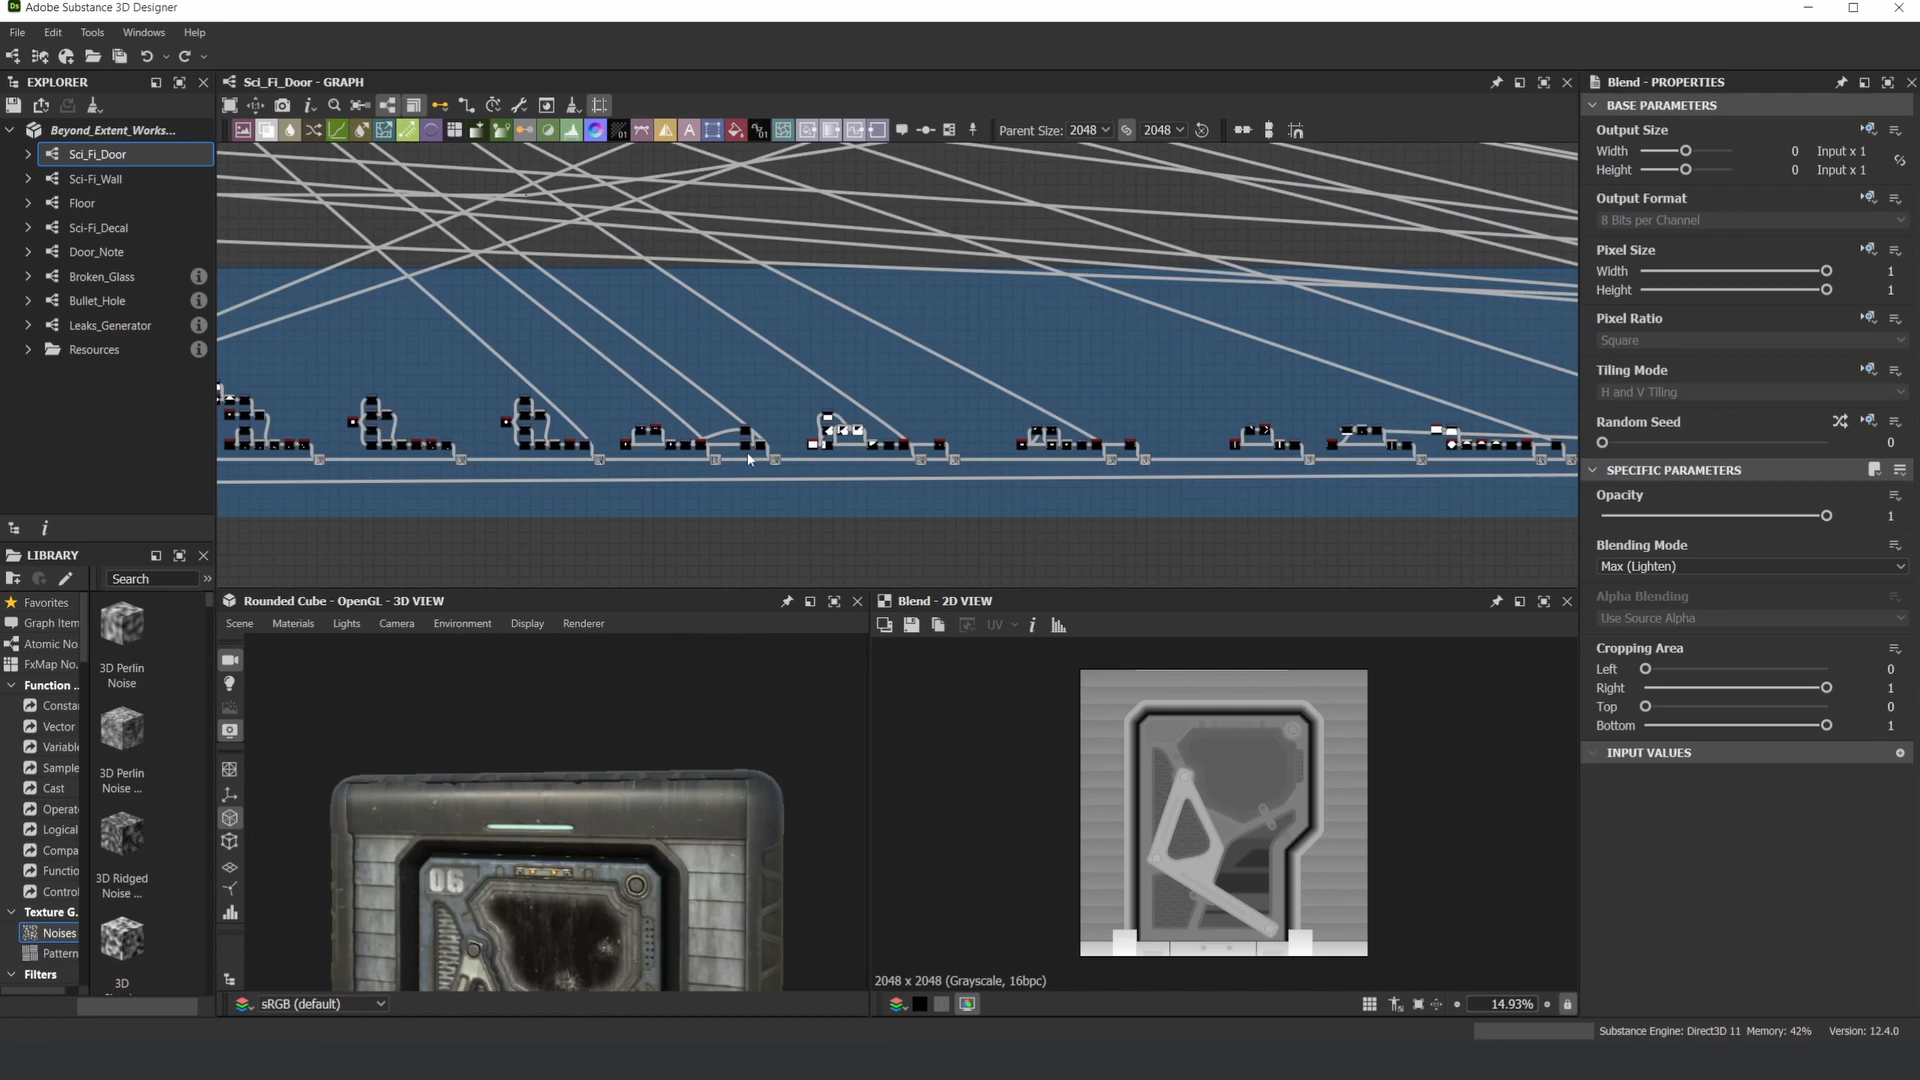 Ds Adobe Substance 3D Designer
File Edit Tools Windows Help
EXPLORER
Beyond_Extent_Works...
Sci_Fi_Door
Sci-Fi_Wall
Floor
Sci-Fi_Decal
Door_Note
Broken_Glass
Bullet_Hole
Leaks_Generator
Resources
LIBRARY
Search
Favorites
Graph Item
Atomic No
FxMap No.
Function ..
Consta
Vector
Variable
Sample
Cast
Operato
Logical
Compa
Functio
Control
Texture G.
Noises
Pattern
Filters
3D Perlin
Noise
3D Perlin
Noise ...
3D Ridged
Noise ...
3D
Sci_Fi_Door - GRAPH
Parent Size: 2048 2048
Rounded Cube - OpenGL - 3D VIEW
Scene Materials Lights Camera Environment Display Renderer
06
sRGB (default)
Blend - 2D VIEW
UV
2048 x 2048 (Grayscale, 16bpc)
14.93%
Blend - PROPERTIES
BASE PARAMETERS
Output Size
Width 0 Input x 1
Height 0 Input x 1
Output Format
8 Bits per Channel
Pixel Size
Width 1
Height 1
Pixel Ratio
Square
Tiling Mode
H and V Tiling
Random Seed
0
SPECIFIC PARAMETERS
Opacity
1
Blending Mode
Max (Lighten)
Alpha Blending
Use Source Alpha
Cropping Area
Left 0
Right 1
Top 0
Bottom 1
INPUT VALUES
Substance Engine: Direct3D 11 Memory: 42% Version: 12.4.0